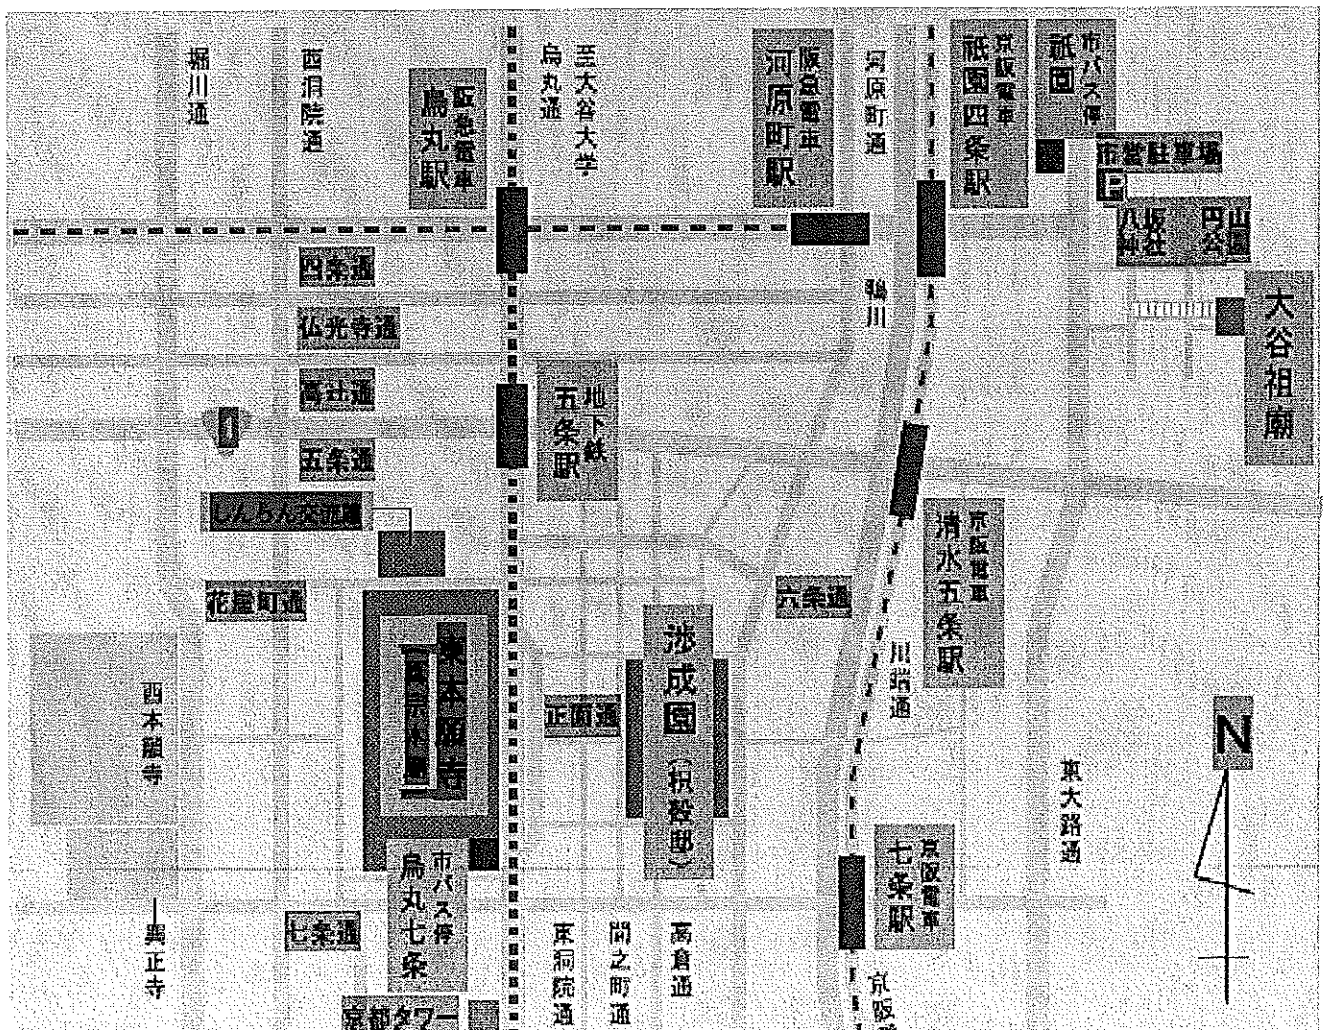 堀川通
西洞院通
阪急電車
烏丸駅
烏丸通
至大谷大学
阪急電車
河原町駅
河原町通
京阪電車
祇園四条駅
市バス停
祇園
市営駐車場
P
八坂神社
円山公園
四条通
鴨川
大谷祖廟
仏光寺通
高辻通
地下鉄
五条駅
1
五条通
京阪電車
清水五条駅
花屋町通
六条通
東本願寺
渉成園(枳殻邸)
正面通
川端通
西本願寺
N
東大路通
市バス停
烏丸七条
京阪電車
七条駅
七条通
興正寺
東洞院通
間之町通
高倉通
京阪
京都タワー